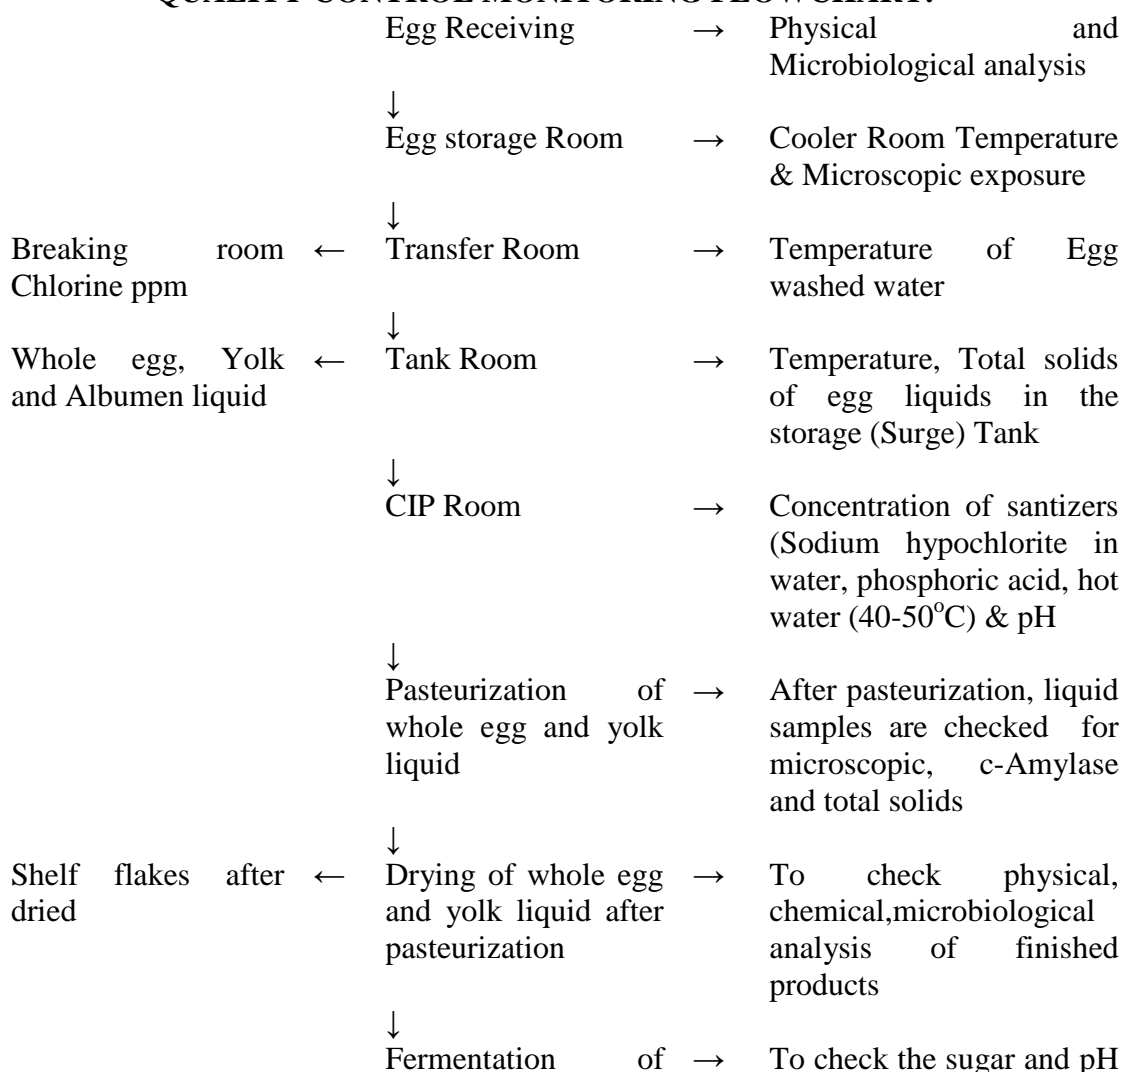 QUALITY CONTROL MONITORING FLOWCHART:
Egg Receiving → Physical and
Microbiological analysis
↓
Egg storage Room → Cooler Room Temperature
& Microscopic exposure
↓
Breaking room ← Transfer Room → Temperature of Egg
Chlorine ppm washed water
↓
Whole egg, Yolk ← Tank Room → Temperature, Total solids
and Albumen liquid of egg liquids in the
storage (Surge) Tank
↓
CIP Room → Concentration of santizers
(Sodium hypochlorite in
water, phosphoric acid, hot
water (40-50°C) & pH
↓
Pasteurization of → After pasteurization, liquid
whole egg and yolk samples are checked for
liquid microscopic, c-Amylase
and total solids
↓
Shelf flakes after ← Drying of whole egg → To check physical,
dried and yolk liquid after chemical,microbiological
pasteurization analysis of finished
products
↓
Fermentation of → To check the sugar and pH